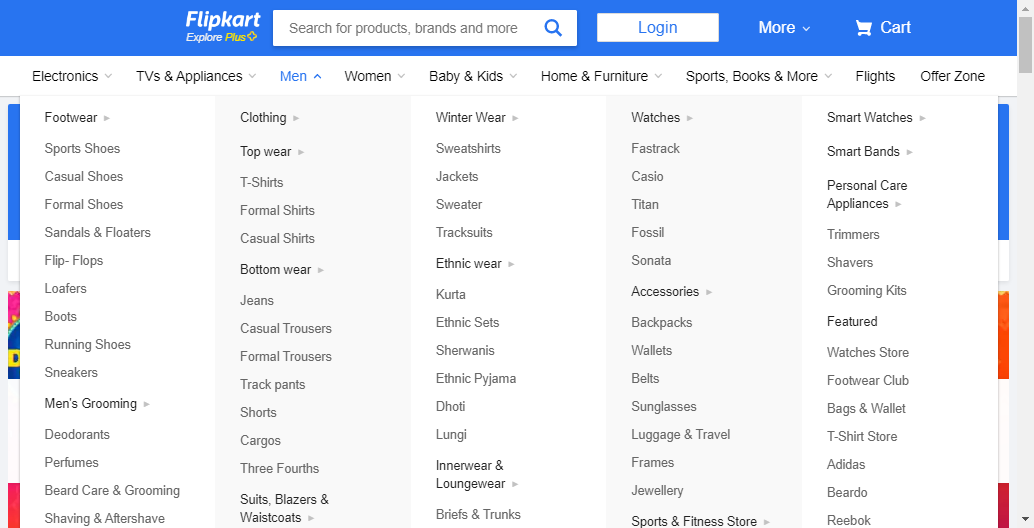 Flipkart
Explore Plus
Search for products, brands and more
Login
More
Cart
Electronics
TVs & Appliances
Men
Women
Baby & Kids
Home & Furniture
Sports, Books & More
Flights
Offer Zone
Footwear
Sports Shoes
Casual Shoes
Formal Shoes
Sandals & Floaters
Flip- Flops
Loafers
Boots
Running Shoes
Sneakers
Men's Grooming
Deodorants
Perfumes
Beard Care & Grooming
Shaving & Aftershave
Clothing
Top wear
T-Shirts
Formal Shirts
Casual Shirts
Bottom wear
Jeans
Casual Trousers
Formal Trousers
Track pants
Shorts
Cargos
Three Fourths
Suits, Blazers &
Waistcoats
Winter Wear
Sweatshirts
Jackets
Sweater
Tracksuits
Ethnic wear
Kurta
Ethnic Sets
Sherwanis
Ethnic Pyjama
Dhoti
Lungi
Innerwear &
Loungewear
Briefs & Trunks
Watches
Fastrack
Casio
Titan
Fossil
Sonata
Accessories
Backpacks
Wallets
Belts
Sunglasses
Luggage & Travel
Frames
Jewellery
Sports & Fitness Store
Smart Watches
Smart Bands
Personal Care
Appliances
Trimmers
Shavers
Grooming Kits
Featured
Watches Store
Footwear Club
Bags & Wallet
T-Shirt Store
Adidas
Beardo
Reebok